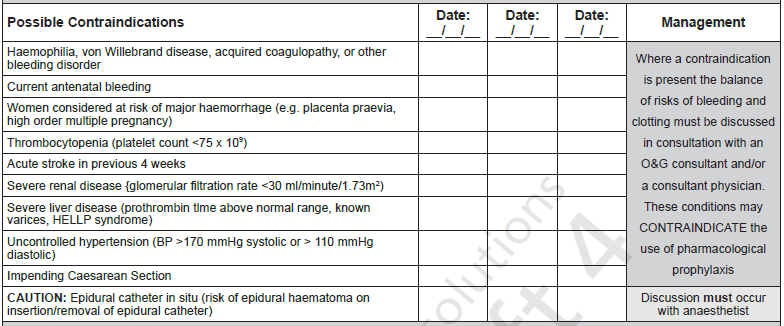 Possible Contraindications
Date:
__/__/__
Date:
__/__/__
Date:
__/__/__
Management
Haemophilia, von Willebrand disease, acquired coagulopathy, or other
bleeding disorder
Current antenatal bleeding
Women considered at risk of major haemorrhage (e.g. placenta praevia,
high order multiple pregnancy)
Thrombocytopenia (platelet count <75 x 10⁹)
Acute stroke in previous 4 weeks
Severe renal disease {glomerular filtration rate <30 ml/minute/1.73m²)
Severe liver disease (prothrombin tlme above normal range, known
varices, HELLP syndrome)
Uncontrolled hypertension (BP >170 mmHg systolic or > 110 mmHg
diastolic)
Impending Caesarean Section
Where a contraindication
is present the balance
of risks of bleeding and
clotting must be discussed
in consultation with an
O&G consultant and/or
a consultant physician.
These conditions may
CONTRAINDICATE the
use of pharmacological
prophylaxis
CAUTION: Epidural catheter in situ (risk of epidural haematoma on
insertion/removal of epidural catheter)
Discussion must occur
with anaesthetist
olutions
ft 4